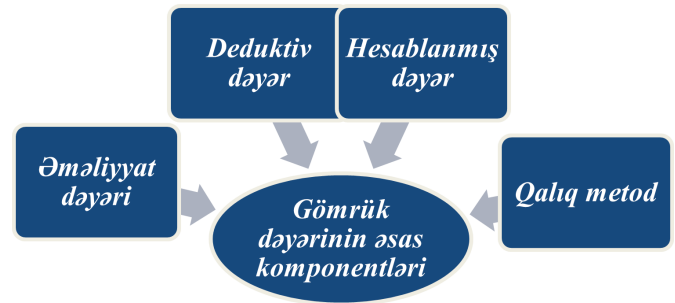 Deduktiv
dəyər
Hesablanmış
dəyər
Əməliyyat
dəyəri
Qalıq metod
Gömrük
dəyərinin əsas
komponentləri